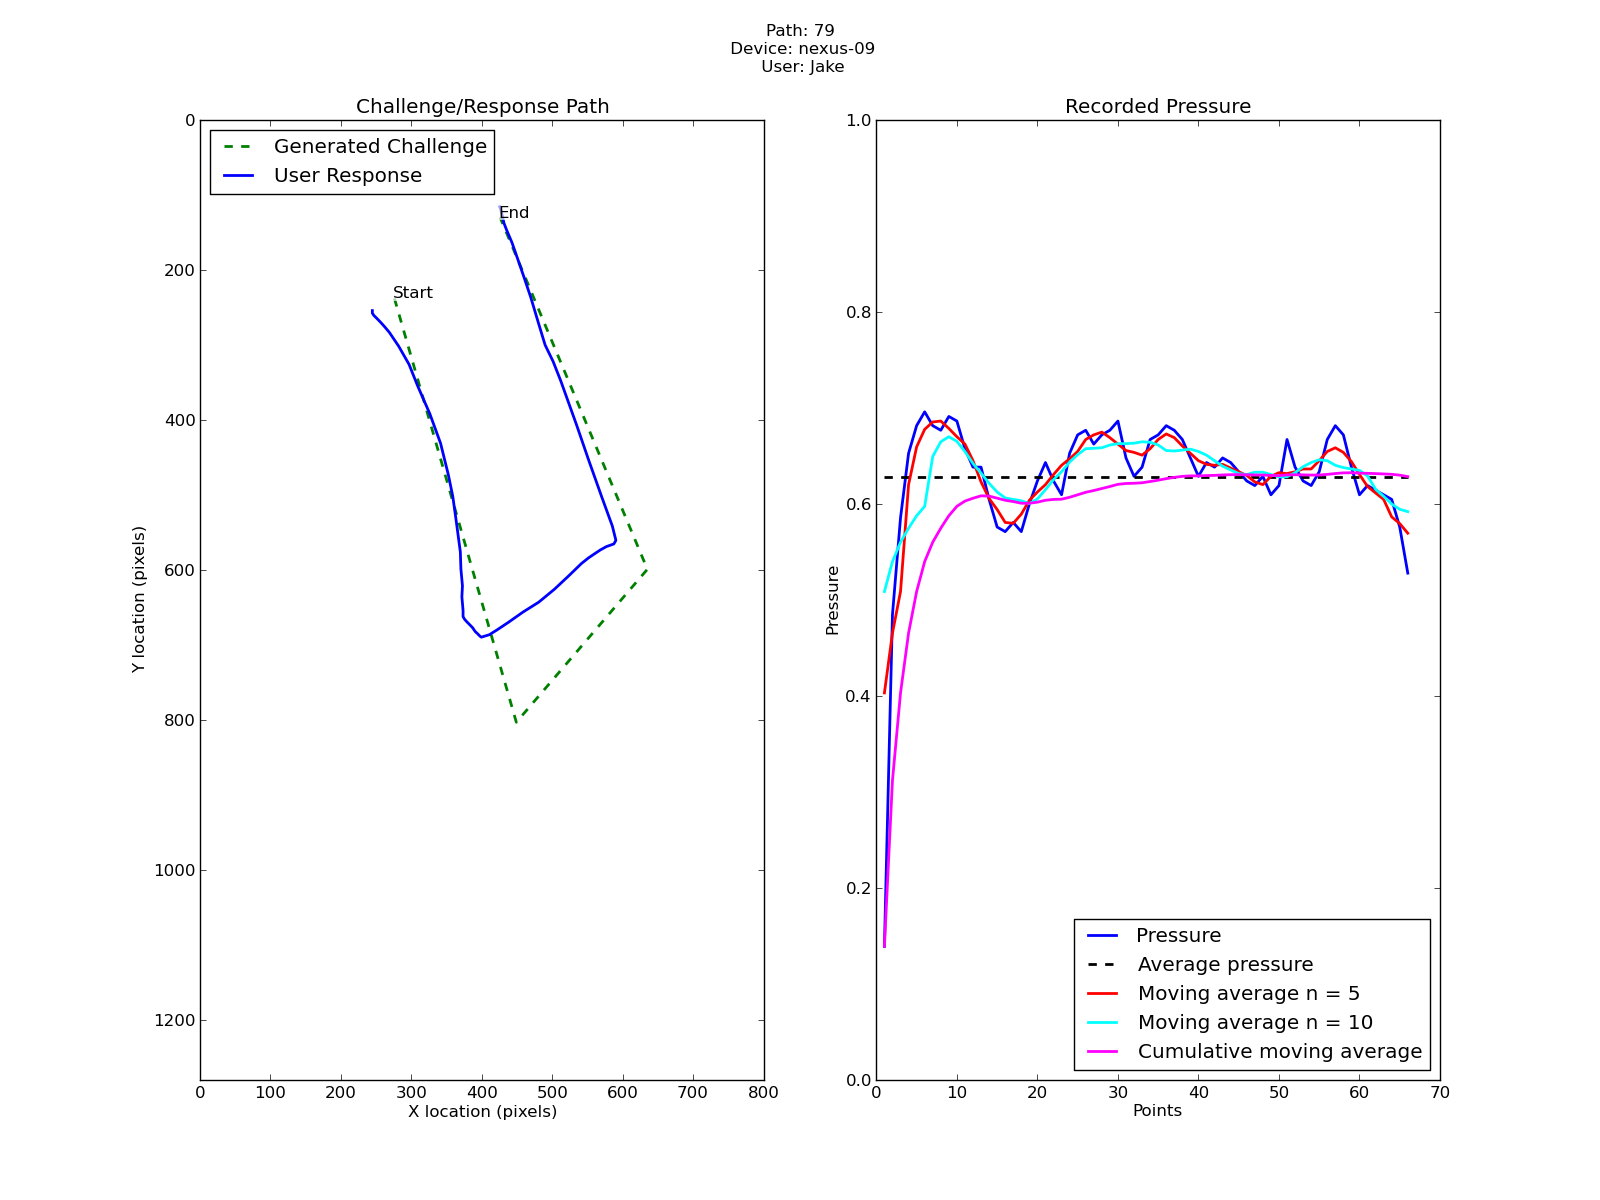 Path: 79
Device: nexus-09
User: Jake
Challenge/Response Path
0
200
400
600
800
1000
1200
Y location (pixels)
Generated Challenge
User Response
End
Start
0 100 200 300 400 500 600 700 800
X location (pixels)
Recorded Pressure
1.0
0.8
0.6
0.4
0.2
0.0
Pressure
Pressure
Average pressure
Moving average n = 5
Moving average n = 10
Cumulative moving average
0 10 20 30 40 50 60 70
Points